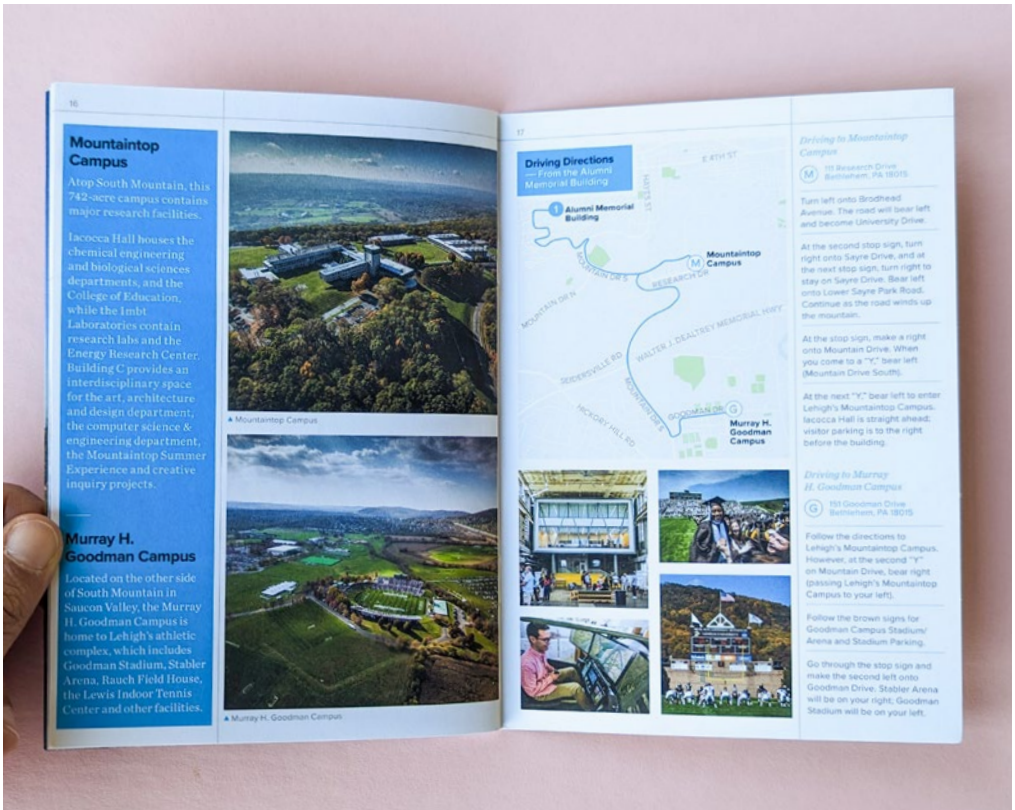 16
Mountaintop
Campus
Atop South Mountain, this
742-acre campus contains
major research facilities.
Iacocca Hall houses the
chemical engineering
and biological sciences
departments, and the
College of Education,
while the Imbt
Laboratories contain
research labs and the
Energy Research Center.
Building C provides an
interdisciplinary space
for the art, architecture
and design department,
the computer science &
engineering department,
the Mountaintop Summer
Experience and creative
inquiry projects.
Murray H.
Goodman Campus
Located on the other side
of South Mountain in
Saucon Valley, the Murray
H. Goodman Campus is
home to Lehigh's athletic
complex, which includes
Goodman Stadium, Stabler
Arena, Rauch Field House,
the Lewis Indoor Tennis
Center and other facilities.
▲ Mountaintop Campus
▲ Murray H. Goodman Campus
17
Driving Directions
— From the Alumni
Memorial Building
E 4TH ST
HAYES ST
1 Alumni Memorial
Building
MOUNTAIN DR S
M Mountaintop
Campus
RESEARCH DR
MOUNTAIN DR N
WALTER J. DEALTREY MEMORIAL HWY
SEIDERSVILLE RD
MOUNTAIN DR S
HICKORY HILL RD
GOODMAN DR
G
Murray H.
Goodman
Campus
Driving to Mountaintop
Campus
M 111 Research Drive
Bethlehem, PA 18015
Turn left onto Brodhead
Avenue. The road will bear left
and become University Drive.
At the second stop sign, turn
right onto Sayre Drive, and at
the next stop sign, turn right to
stay on Sayre Drive. Bear left
onto Lower Sayre Park Road.
Continue as the road winds up
the mountain.
At the stop sign, make a right
onto Mountain Drive. When
you come to a "Y," bear left
(Mountain Drive South).
At the next "Y," bear left to enter
Lehigh's Mountaintop Campus.
Iacocca Hall is straight ahead;
visitor parking is to the right
before the building.
Driving to Murray
H. Goodman Campus
G 151 Goodman Drive
Bethlehem, PA 18015
Follow the directions to
Lehigh's Mountaintop Campus.
However, at the second "Y"
on Mountain Drive, bear right
(passing Lehigh's Mountaintop
Campus to your left).
Follow the brown signs for
Goodman Campus Stadium/
Arena and Stadium Parking.
Go through the stop sign and
make the second left onto
Goodman Drive. Stabler Arena
will be on your right; Goodman
Stadium will be on your left.